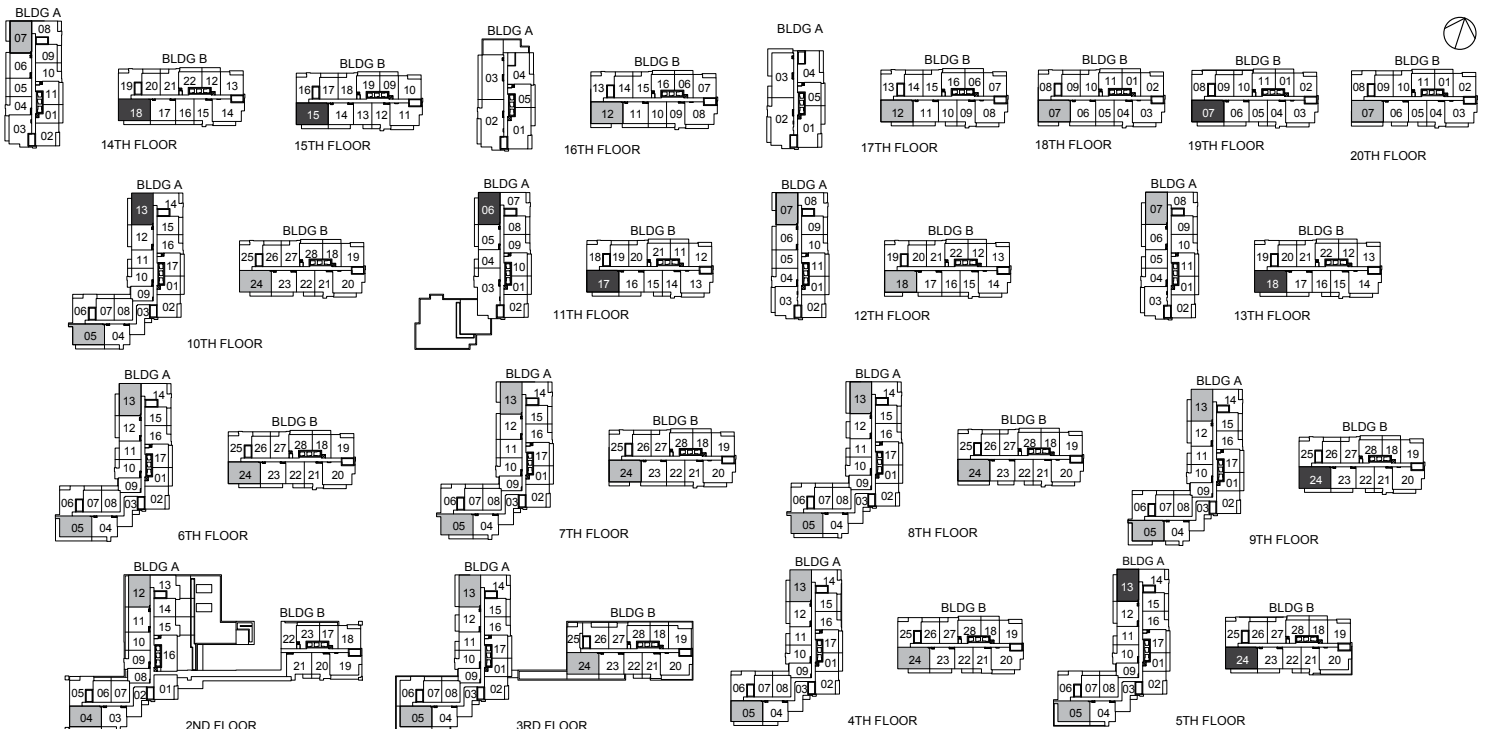 BLDG A
07 08
06 09
10
05 11
04 01
03 02
BLDG B
19 20 21 22 12 13
18 17 16 15 14
14TH FLOOR
BLDG B
16 17 18 19 09 10
15 14 13 12 11
15TH FLOOR
BLDG A
03 04
05
02 01
BLDG B
13 14 15 16 06 07
12 11 10 09 08
16TH FLOOR
BLDG A
03 04
05
02 01
BLDG B
13 14 15 16 06 07
12 11 10 09 08
17TH FLOOR
BLDG B
08 09 10 11 01 02
07 06 05 04 03
18TH FLOOR
BLDG B
08 09 10 11 01 02
07 06 05 04 03
19TH FLOOR
BLDG B
08 09 10 11 01 02
07 06 05 04 03
20TH FLOOR
BLDG A
13 14
15
12 16
11 17
10 01
09 02
06 07 08 03
05 04
BLDG B
25 26 27 28 18 19
24 23 22 21 20
10TH FLOOR
BLDG A
06 07
08
05 09
04 10
03 01
02
BLDG B
18 19 20 21 11 12
17 16 15 14 13
11TH FLOOR
BLDG A
07 08
09
06 10
05 11
04 01
03 02
BLDG B
19 20 21 22 12 13
18 17 16 15 14
12TH FLOOR
BLDG A
07 08
09
06 10
05 11
04 01
03 02
BLDG B
19 20 21 22 12 13
18 17 16 15 14
13TH FLOOR
BLDG A
13 14
15
12 16
11 17
10 01
09 02
06 07 08 03
05 04
BLDG B
25 26 27 28 18 19
24 23 22 21 20
6TH FLOOR
BLDG A
13 14
15
12 16
11 17
10 01
09 02
06 07 08 03
05 04
BLDG B
25 26 27 28 18 19
24 23 22 21 20
7TH FLOOR
BLDG A
13 14
15
12 16
11 17
10 01
09 02
06 07 08 03
05 04
BLDG B
25 26 27 28 18 19
24 23 22 21 20
8TH FLOOR
BLDG A
13 14
15
12 16
11 17
10 01
09 02
06 07 08 03
05 04
BLDG B
25 26 27 28 18 19
24 23 22 21 20
9TH FLOOR
BLDG A
12 13
14
11 15
10
09 16
08
05 06 07 02 01
04 03
BLDG B
22 23 17 18
21 20 19
2ND FLOOR
BLDG A
13 14
15
12 16
11 17
10 01
09 02
06 07 08 03
05 04
BLDG B
25 26 27 28 18 19
24 23 22 21 20
3RD FLOOR
BLDG A
13 14
15
12 16
11 17
10 01
09 02
06 07 08 03
05 04
BLDG B
25 26 27 28 18 19
24 23 22 21 20
4TH FLOOR
BLDG A
13 14
15
12 16
11 17
10 01
09 02
06 07 08 03
05 04
BLDG B
25 26 27 28 18 19
24 23 22 21 20
5TH FLOOR